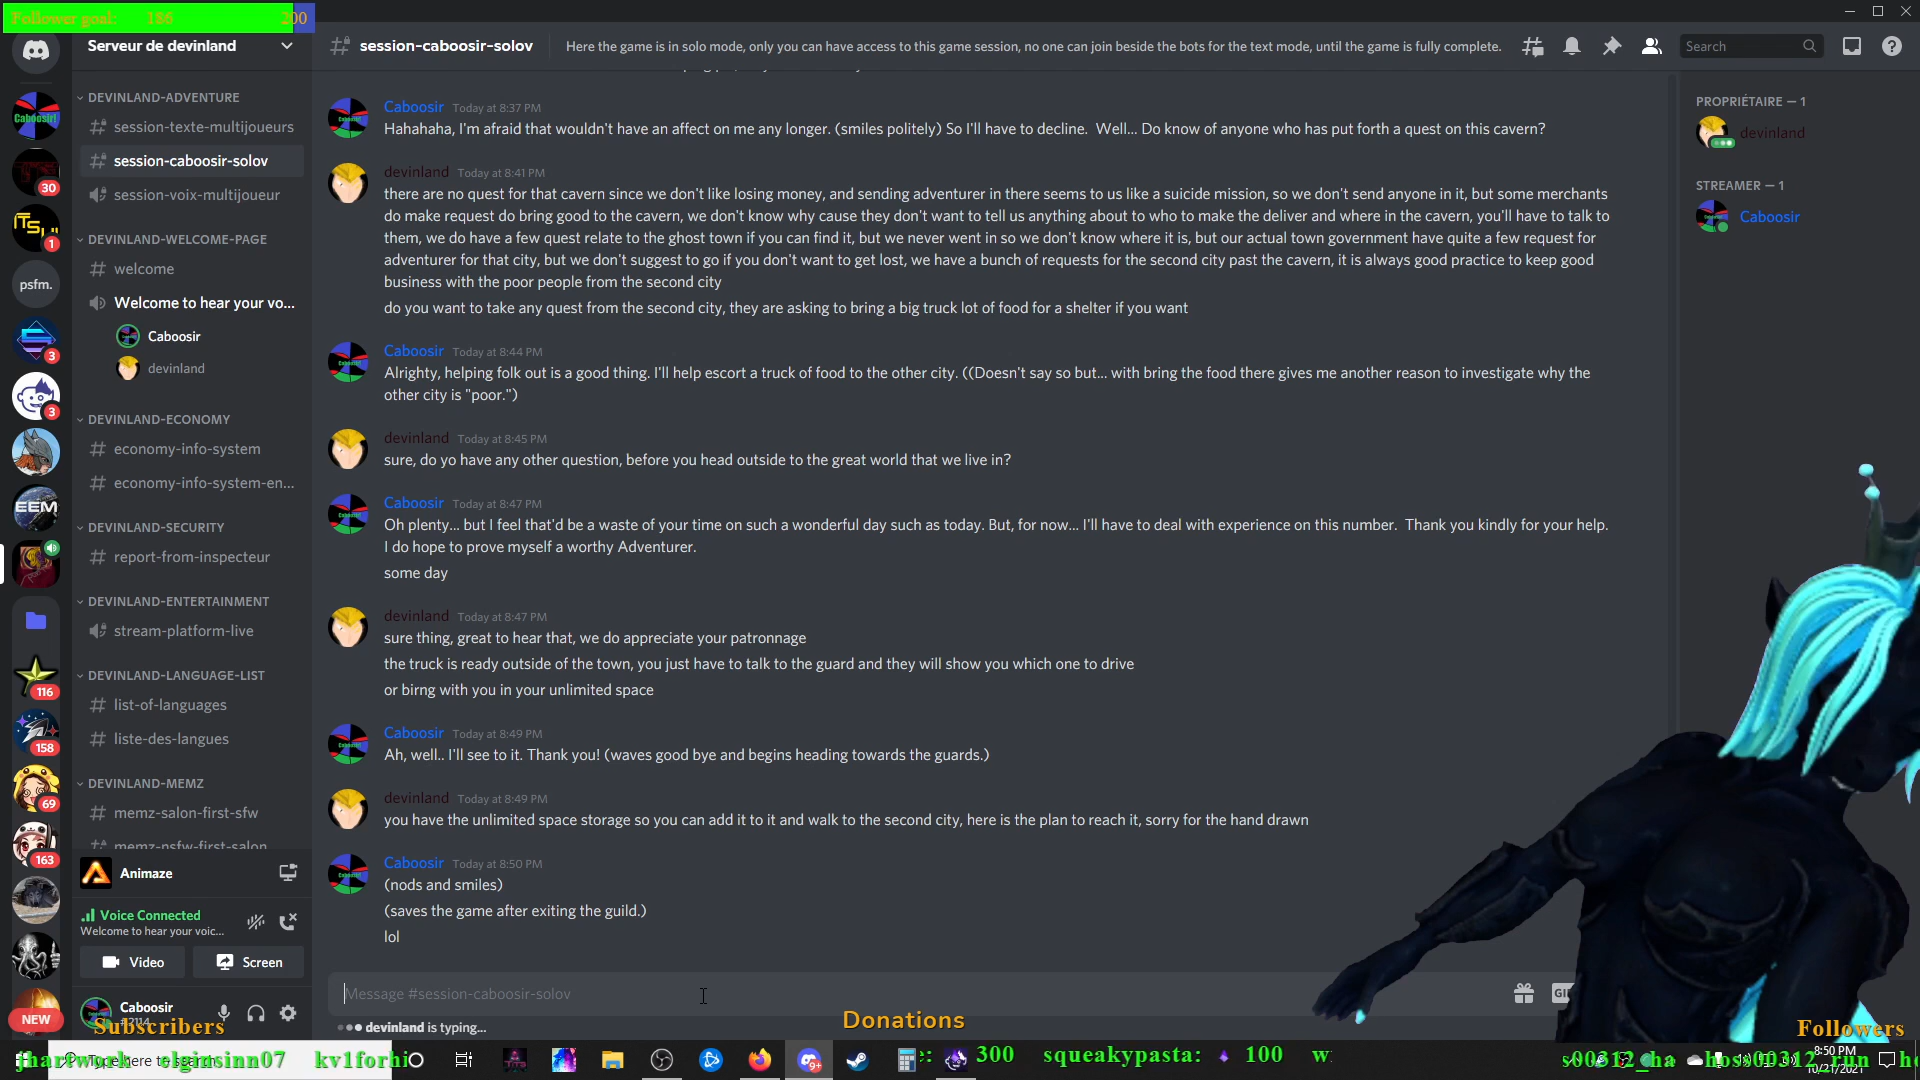 Follower goal: 186 200
Serveur de devinland
session-caboosir-solov
Here the game is in solo mode, only you can have access to this game session, no one can join beside the bots for the text mode, until the game is fully complete.
Search
DEVINLAND-ADVENTURE
session-texte-multijoueurs
session-caboosir-solov
session-voix-multijoueur
DEVINLAND-WELCOME-PAGE
welcome
Welcome to hear your vo...
Caboosir
devinland
DEVINLAND-ECONOMY
economy-info-system
economy-info-system-en...
DEVINLAND-SECURITY
report-from-inspecteur
DEVINLAND-ENTERTAINMENT
stream-platform-live
DEVINLAND-LANGUAGE-LIST
list-of-languages
liste-des-langues
DEVINLAND-MEMZ
memz-salon-first-sfw
memz-nsfw-first-salon
Animaze
Voice Connected
Welcome to hear your voic...
Video
Screen
Caboosir
#2114
Caboosir!
30
1
psfm.
3
3
EEM
116
158
69
163
NEW
Caboosir Today at 8:37 PM
Hahahaha, I'm afraid that wouldn't have an affect on me any longer. (smiles politely) So I'll have to decline. Well... Do know of anyone who has put forth a quest on this cavern?
devinland Today at 8:41 PM
there are no quest for that cavern since we don't like losing money, and sending adventurer in there seems to us like a suicide mission, so we don't send anyone in it, but some merchants
do make request do bring good to the cavern, we don't know why cause they don't want to tell us anything about to who to make the deliver and where in the cavern, you'll have to talk to
them, we do have a few quest relate to the ghost town if you can find it, but we never went in so we don't know where it is, but our actual town government have quite a few request for
adventurer for that city, but we don't suggest to go if you don't want to get lost, we have a bunch of requests for the second city past the cavern, it is always good practice to keep good
business with the poor people from the second city
do you want to take any quest from the second city, they are asking to bring a big truck lot of food for a shelter if you want
Caboosir Today at 8:44 PM
Alrighty, helping folk out is a good thing. I'll help escort a truck of food to the other city. ((Doesn't say so but... with bring the food there gives me another reason to investigate why the
other city is "poor.")
devinland Today at 8:45 PM
sure, do yo have any other question, before you head outside to the great world that we live in?
Caboosir Today at 8:47 PM
Oh plenty... but I feel that'd be a waste of your time on such a wonderful day such as today. But, for now... I'll have to deal with experience on this number. Thank you kindly for your help.
I do hope to prove myself a worthy Adventurer.
some day
devinland Today at 8:47 PM
sure thing, great to hear that, we do appreciate your patronnage
the truck is ready outside of the town, you just have to talk to the guard and they will show you which one to drive
or birng with you in your unlimited space
Caboosir Today at 8:49 PM
Ah, well.. I'll see to it. Thank you! (waves good bye and begins heading towards the guards.)
devinland Today at 8:49 PM
you have the unlimited space storage so you can add it to it and walk to the second city, here is the plan to reach it, sorry for the hand drawn
Caboosir Today at 8:50 PM
(nods and smiles)
(saves the game after exiting the guild.)
lol
Message #session-caboosir-solov
devinland is typing...
PROPRIÉTAIRE — 1
devinland
STREAMER — 1
Caboosir
Subscribers
Donations
Followers
Type here to search
jhartwork elginsinn07 kv1forhi
: 300 squeakypasta: 100 w
s00312_ha hoss00312_run
8:50 PM
10/21/2021